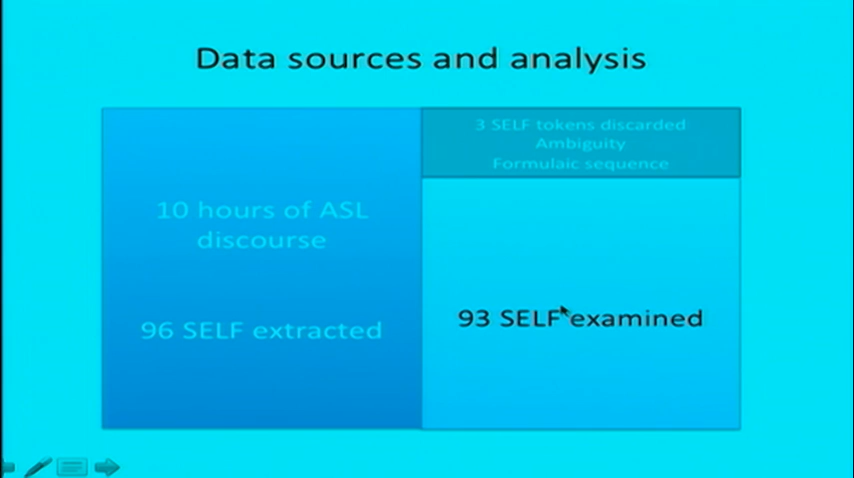 Data sources and analysis
10 hours of ASL
discourse
96 SELF extracted
3 SELF tokens discarded
Ambiguity
Formulaic sequence
93 SELF examined